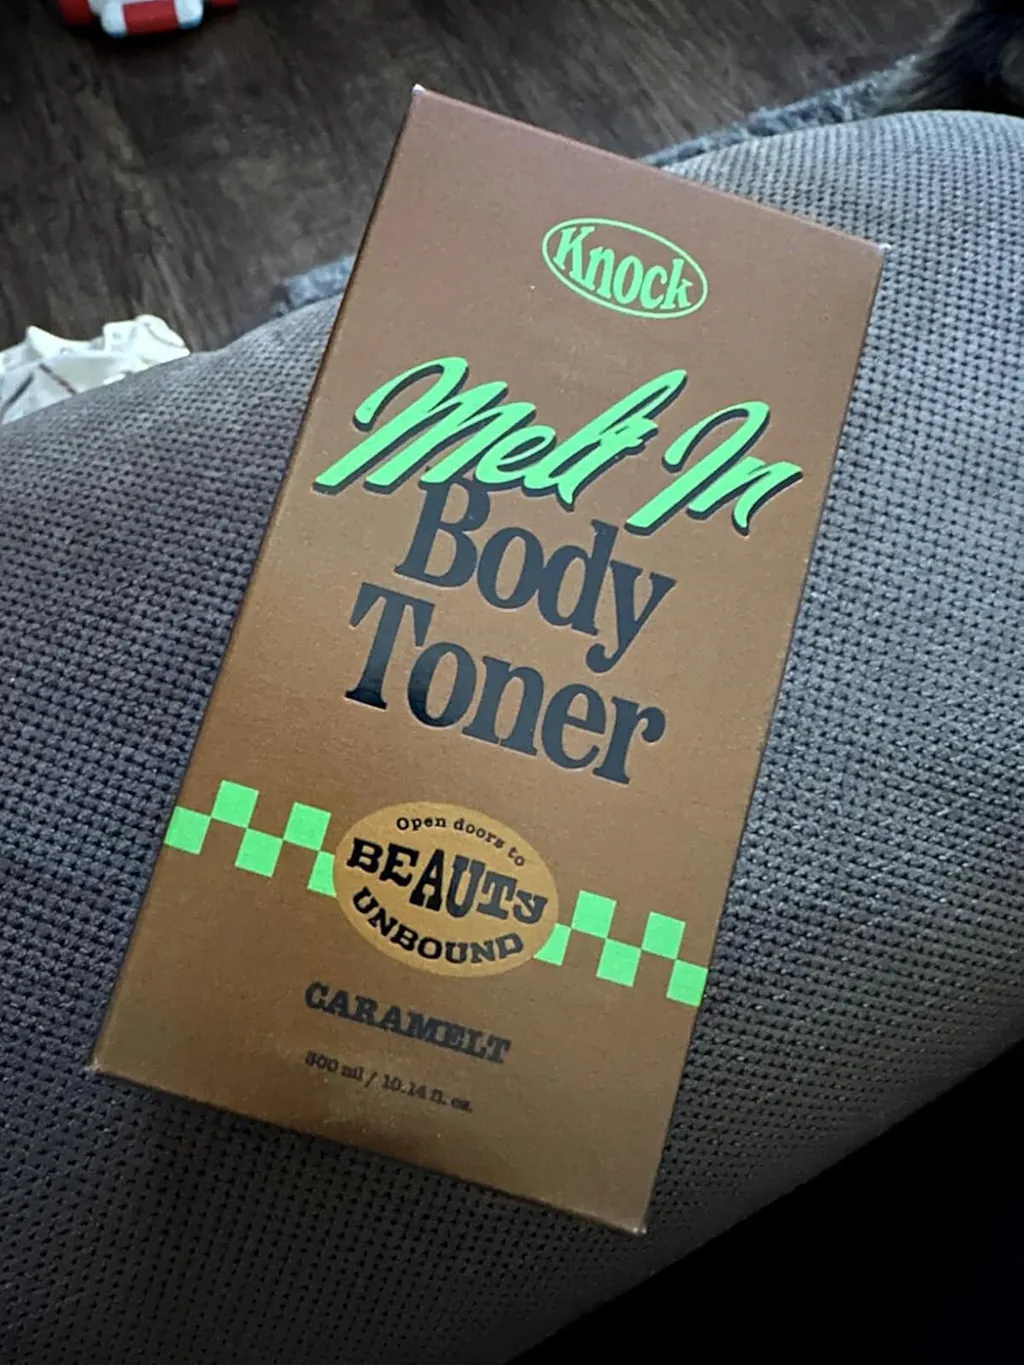 Knock
Melt In
Body
Toner
Open doors to
BEAUTY
UNBOUND
CARAMELT
300 ml / 10.14 fl. oz.